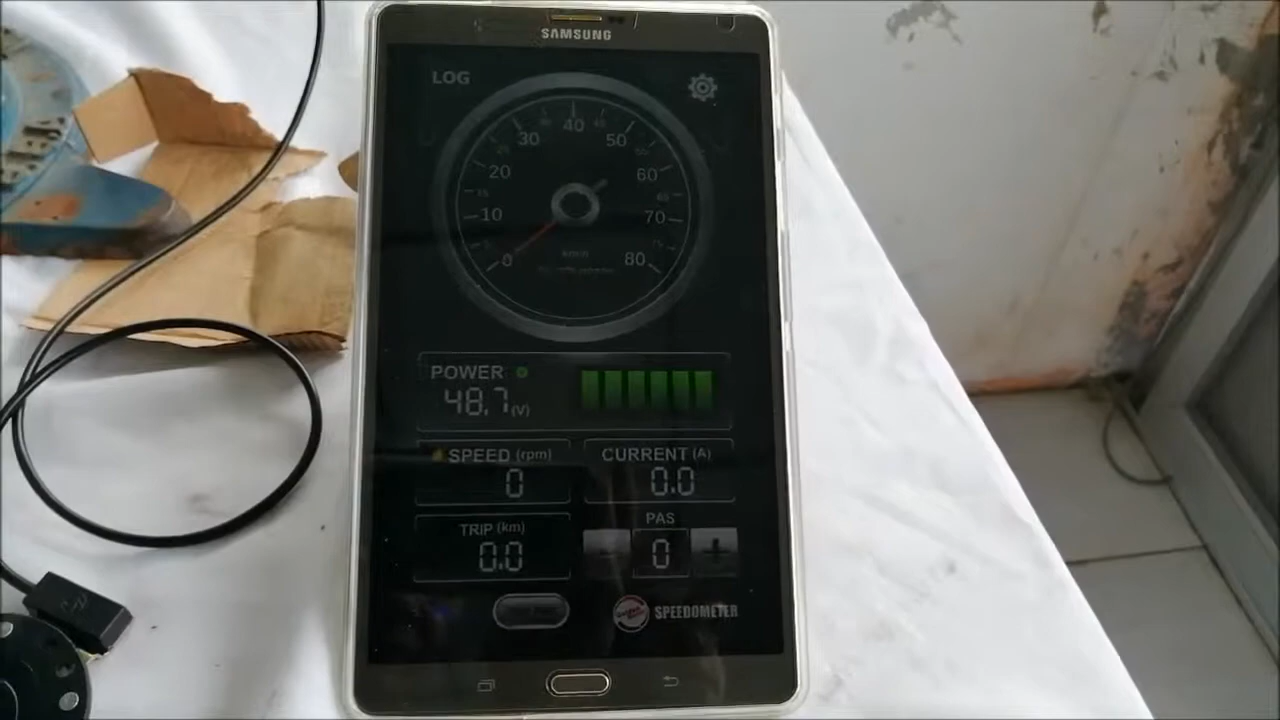 SAMSUNG
LOG
0
10
20
30
40
50
60
70
80
km/h
POWER
48.7 (V)
SPEED (rpm)
0
CURRENT (A)
0.0
TRIP (km)
0.0
PAS
0
SPEEDOMETER